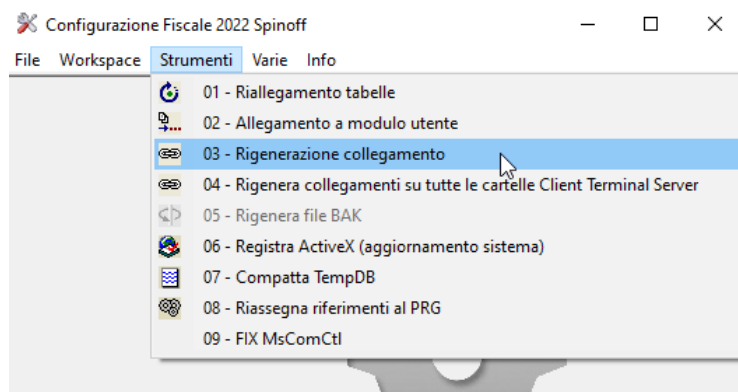 Configurazione Fiscale 2022 Spinoff
File Workspace Strumenti Varie Info
01 - Riallegamento tabelle
02 - Allegamento a modulo utente
03 - Rigenerazione collegamento
04 - Rigenera collegamenti su tutte le cartelle Client Terminal Server
05 - Rigenera file BAK
06 - Registra ActiveX (aggiornamento sistema)
07 - Compatta TempDB
08 - Riassegna riferimenti al PRG
09 - FIX MsComCtl